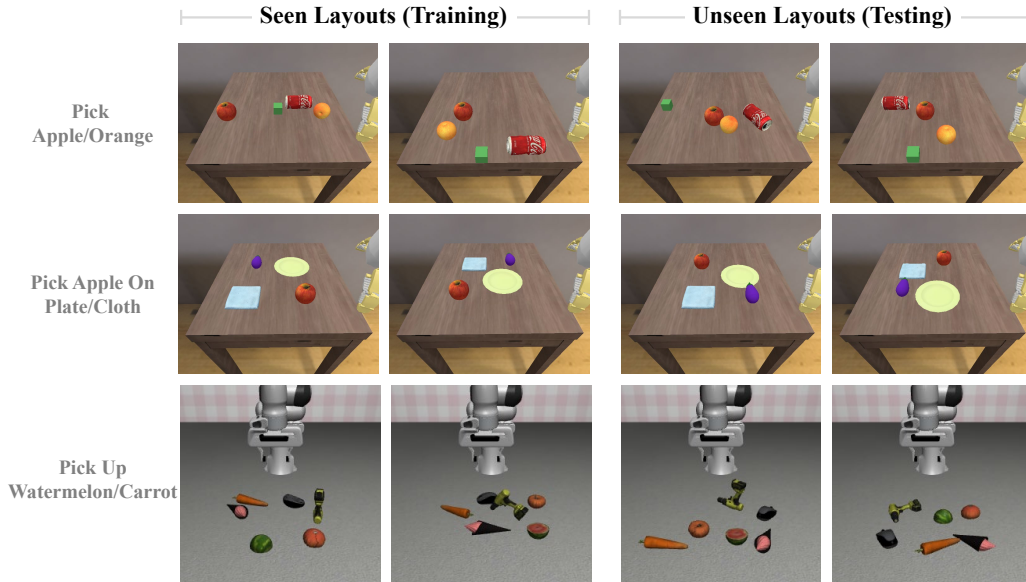 Seen Layouts (Training)
Unseen Layouts (Testing)
Pick
Apple/Orange
Pick Apple On
Plate/Cloth
Pick Up
Watermelon/Carrot